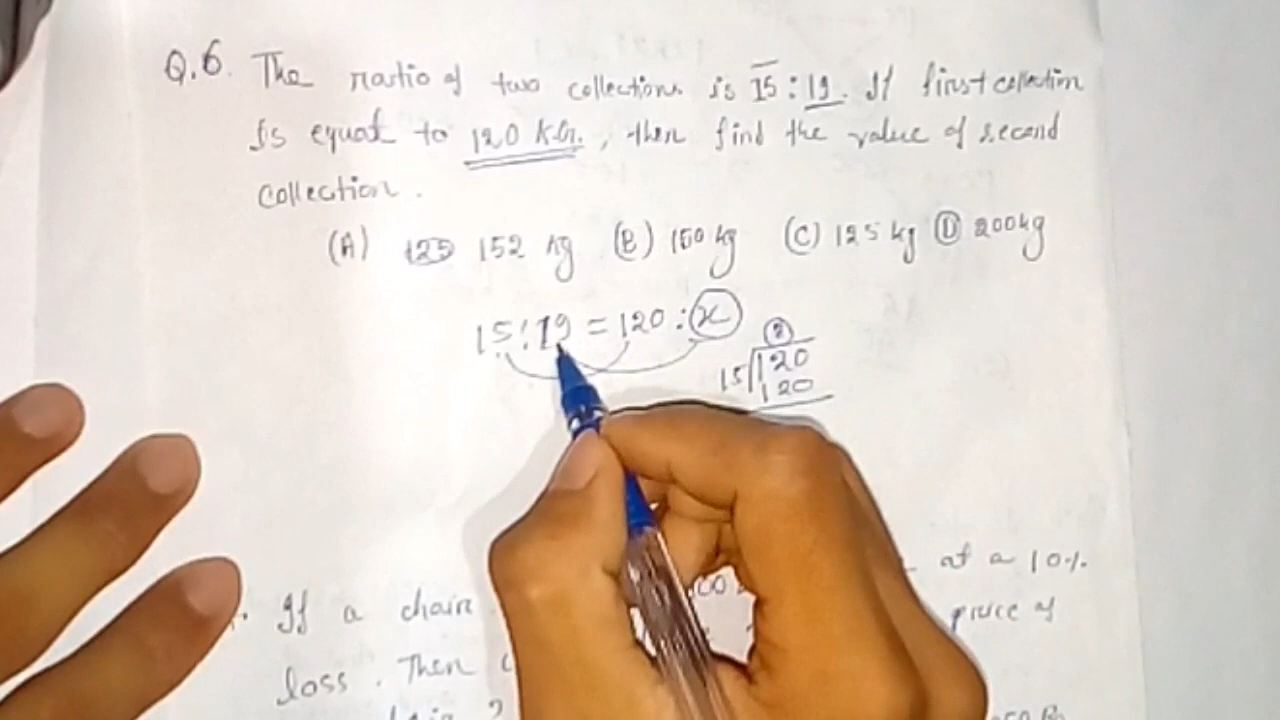 Q.6. The ratio of two collections is 15 : 19. If first collection
is equal to 120 KG., then find the value of second
collection.
(A) 152 kg (B) 150 kg (C) 125 kg (D) 200 kg
15 : 19 = 120 : x
8
15 120
120
at a 10%
If a chair price of
loss. Then